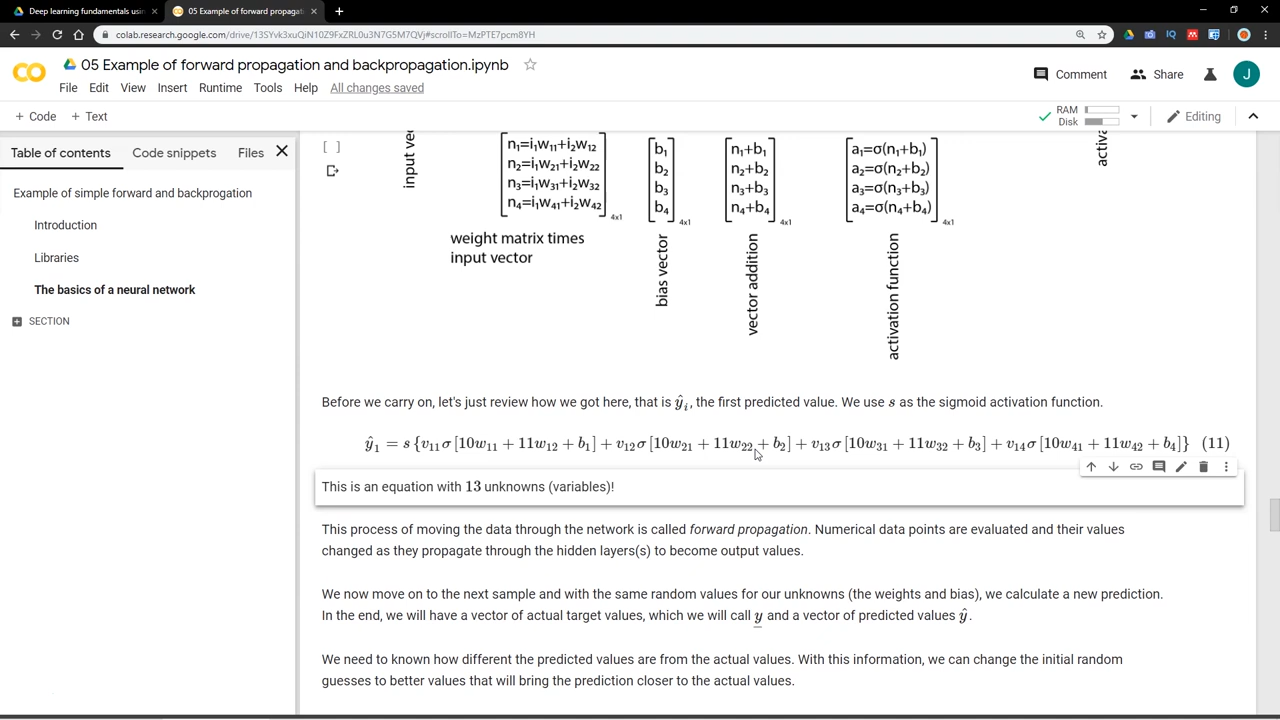 Deep learning fundamentals usin
05 Example of forward propagati
colab.research.google.com/drive/13SYvk3xuQiN10Z9FxZRL0u3N7G5M7QVj#scrollTo=MzPTE7pcm8YH
05 Example of forward propagation and backpropagation.ipynb
Comment
Share
J
File Edit View Insert Runtime Tools Help All changes saved
+ Code + Text
RAM
Disk
Editing
Table of contents Code snippets Files
Example of simple forward and backprogation
Introduction
Libraries
The basics of a neural network
SECTION
[ ]
input ve
n₁=i₁w₁₁+i₂w₁₂
n₂=i₁w₂₁+i₂w₂₂
n₃=i₁w₃₁+i₂w₃₂
n₄=i₁w₄₁+i₂w₄₂
4x1
weight matrix times
input vector
b₁
b₂
b₃
b₄
4x1
bias vector
n₁+b₁
n₂+b₂
n₃+b₃
n₄+b₄
4x1
vector addition
a₁=σ(n₁+b₁)
a₂=σ(n₂+b₂)
a₃=σ(n₃+b₃)
a₄=σ(n₄+b₄)
4x1
activation function
activa
Before we carry on, let's just review how we got here, that is ŷᵢ, the first predicted value. We use s as the sigmoid activation function.
ŷ₁ = s {v₁₁σ [10w₁₁ + 11w₁₂ + b₁] + v₁₂σ [10w₂₁ + 11w₂₂ + b₂] + v₁₃σ [10w₃₁ + 11w₃₂ + b₃] + v₁₄σ [10w₄₁ + 11w₄₂ + b₄]} (11)
This is an equation with 13 unknowns (variables)!
This process of moving the data through the network is called forward propagation. Numerical data points are evaluated and their values
changed as they propagate through the hidden layers(s) to become output values.
We now move on to the next sample and with the same random values for our unknowns (the weights and bias), we calculate a new prediction.
In the end, we will have a vector of actual target values, which we will call y and a vector of predicted values ŷ.
We need to known how different the predicted values are from the actual values. With this information, we can change the initial random
guesses to better values that will bring the prediction closer to the actual values.